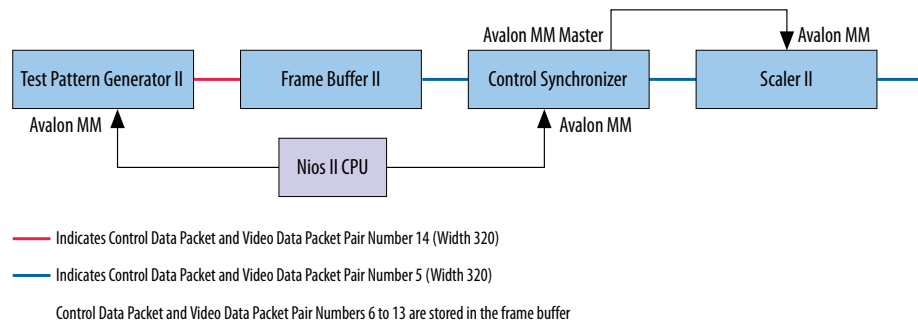 Avalon MM Master
Avalon MM
Test Pattern Generator II
Frame Buffer II
Control Synchronizer
Scaler II
Avalon MM
Avalon MM
Nios II CPU
Indicates Control Data Packet and Video Data Packet Pair Number 14 (Width 320)
Indicates Control Data Packet and Video Data Packet Pair Number 5 (Width 320)
Control Data Packet and Video Data Packet Pair Numbers 6 to 13 are stored in the frame buffer